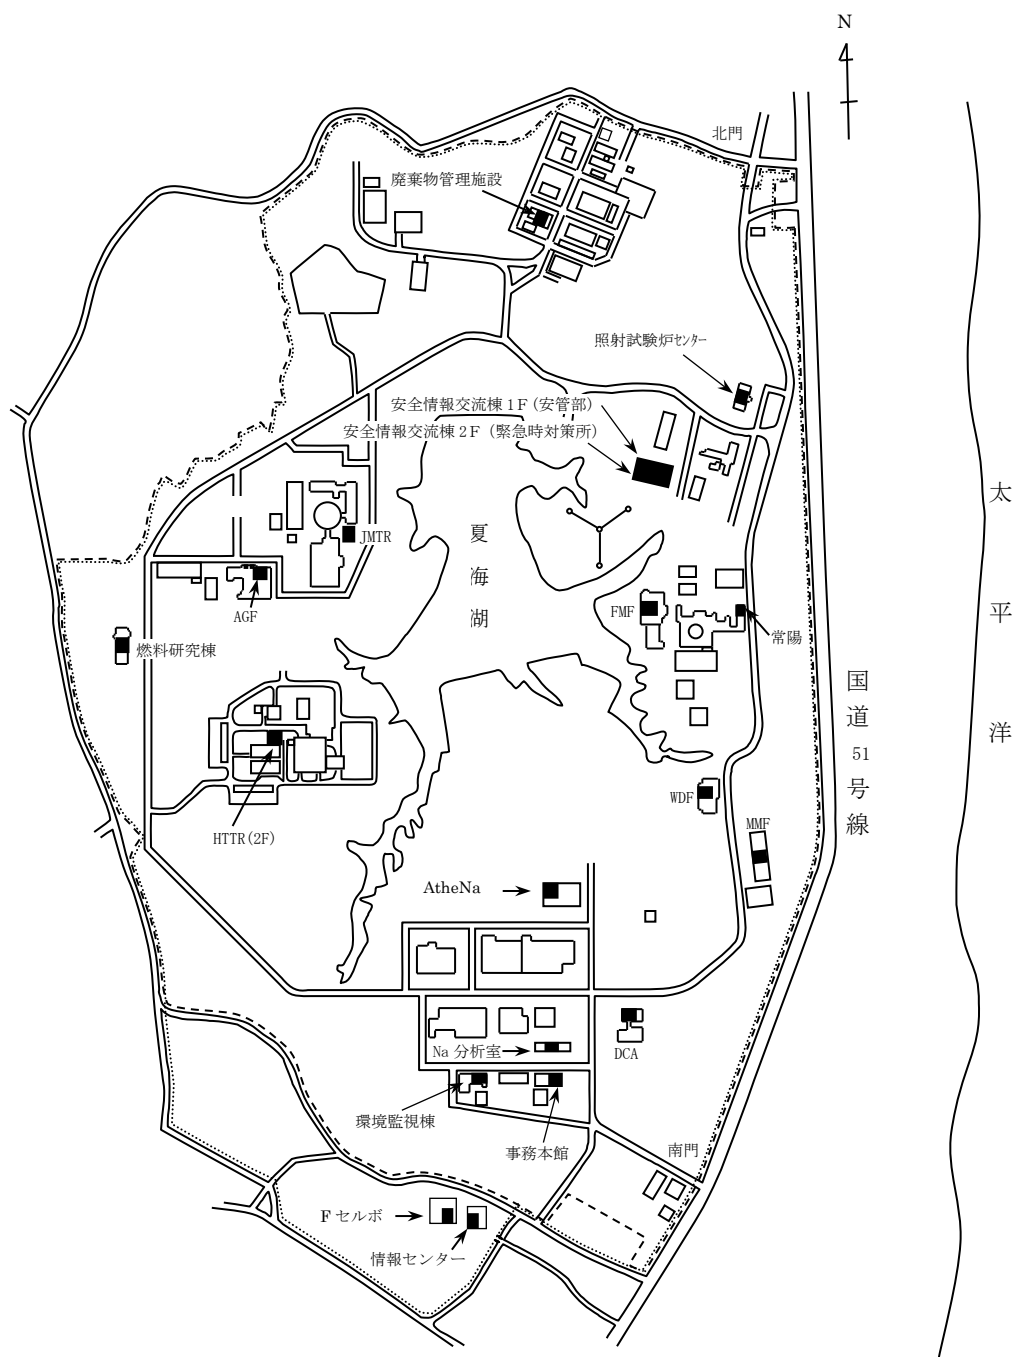 N
北門
廃棄物管理施設
照射試験炉ｾﾝﾀｰ
安全情報交流棟 1F (安管部)
安全情報交流棟 2F (緊急時対策所)
夏海湖
太平洋
JMTR
AGF
FMF
常陽
燃料研究棟
国道 51 号線
WDF
HTTR(2F)
MMF
AtheNa
Na 分析室
DCA
環境監視棟
事務本館
南門
F セルボ
情報センター